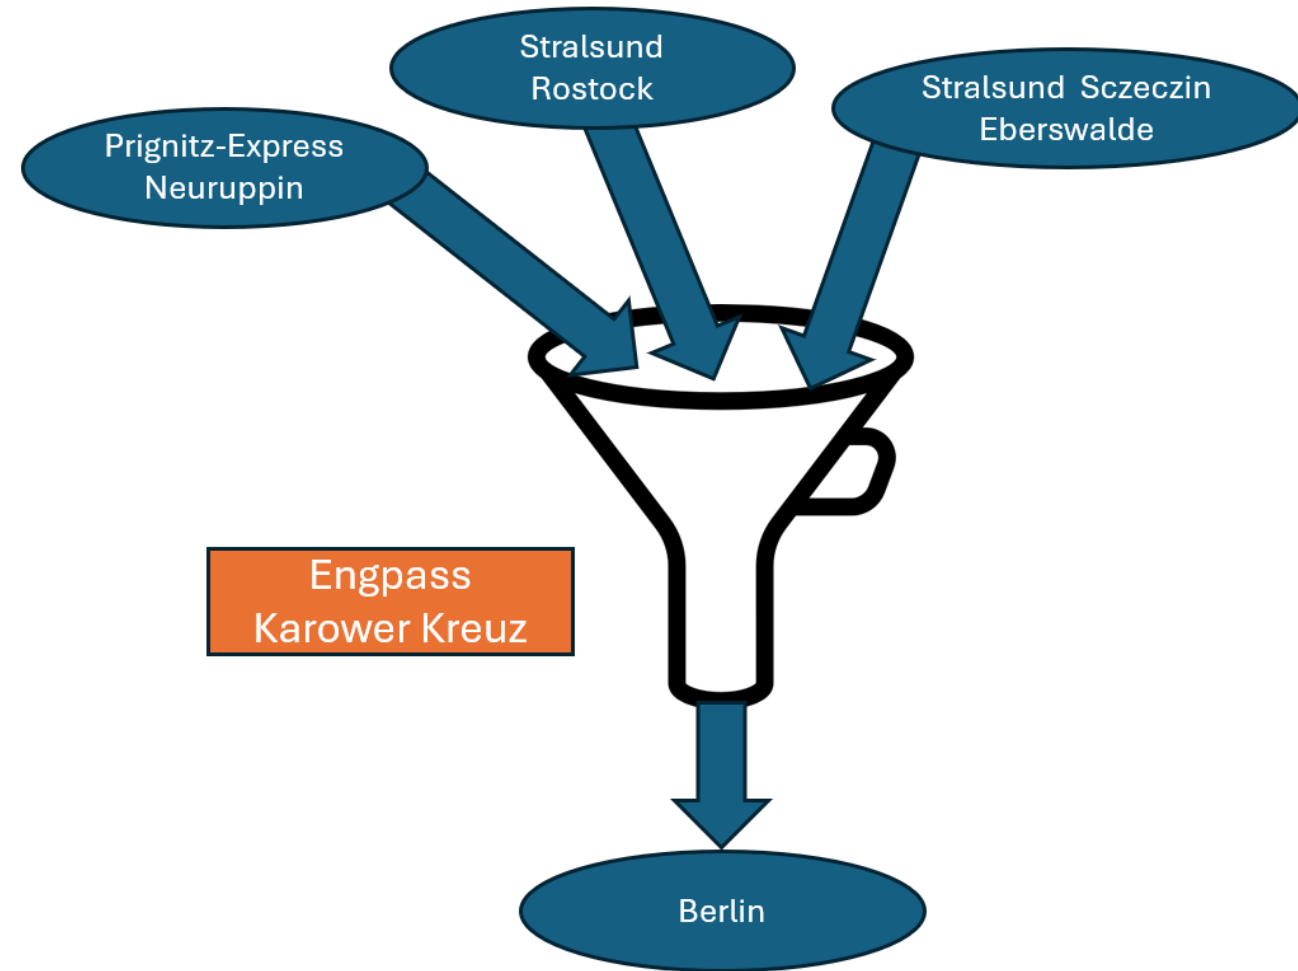 Stralsund
Rostock
Stralsund  Sczeczin
Eberswalde
Prignitz-Express
Neuruppin
Engpass
Karower Kreuz
Berlin